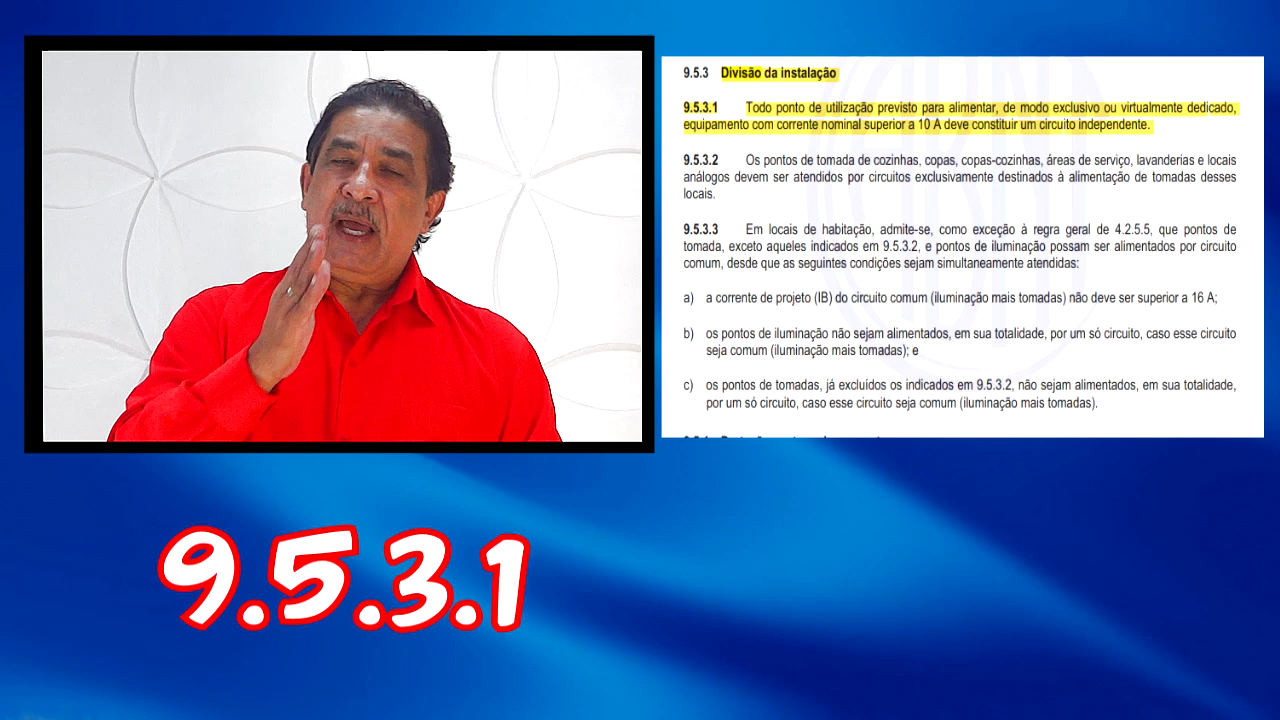 9.5.3 Divisão da instalação
9.5.3.1 Todo ponto de utilização previsto para alimentar, de modo exclusivo ou virtualmente dedicado,
equipamento com corrente nominal superior a 10 A deve constituir um circuito independente.
9.5.3.2 Os pontos de tomada de cozinhas, copas, copas-cozinhas, áreas de serviço, lavanderias e locais
análogos devem ser atendidos por circuitos exclusivamente destinados à alimentação de tomadas desses
locais.
9.5.3.3 Em locais de habitação, admite-se, como exceção à regra geral de 4.2.5.5, que pontos de
tomada, exceto aqueles indicados em 9.5.3.2, e pontos de iluminação possam ser alimentados por circuito
comum, desde que as seguintes condições sejam simultaneamente atendidas:
a) a corrente de projeto (IB) do circuito comum (iluminação mais tomadas) não deve ser superior a 16 A;
b) os pontos de iluminação não sejam alimentados, em sua totalidade, por um só circuito, caso esse circuito
seja comum (iluminação mais tomadas); e
c) os pontos de tomadas, já excluídos os indicados em 9.5.3.2, não sejam alimentados, em sua totalidade,
por um só circuito, caso esse circuito seja comum (iluminação mais tomadas).
9.5.3.1